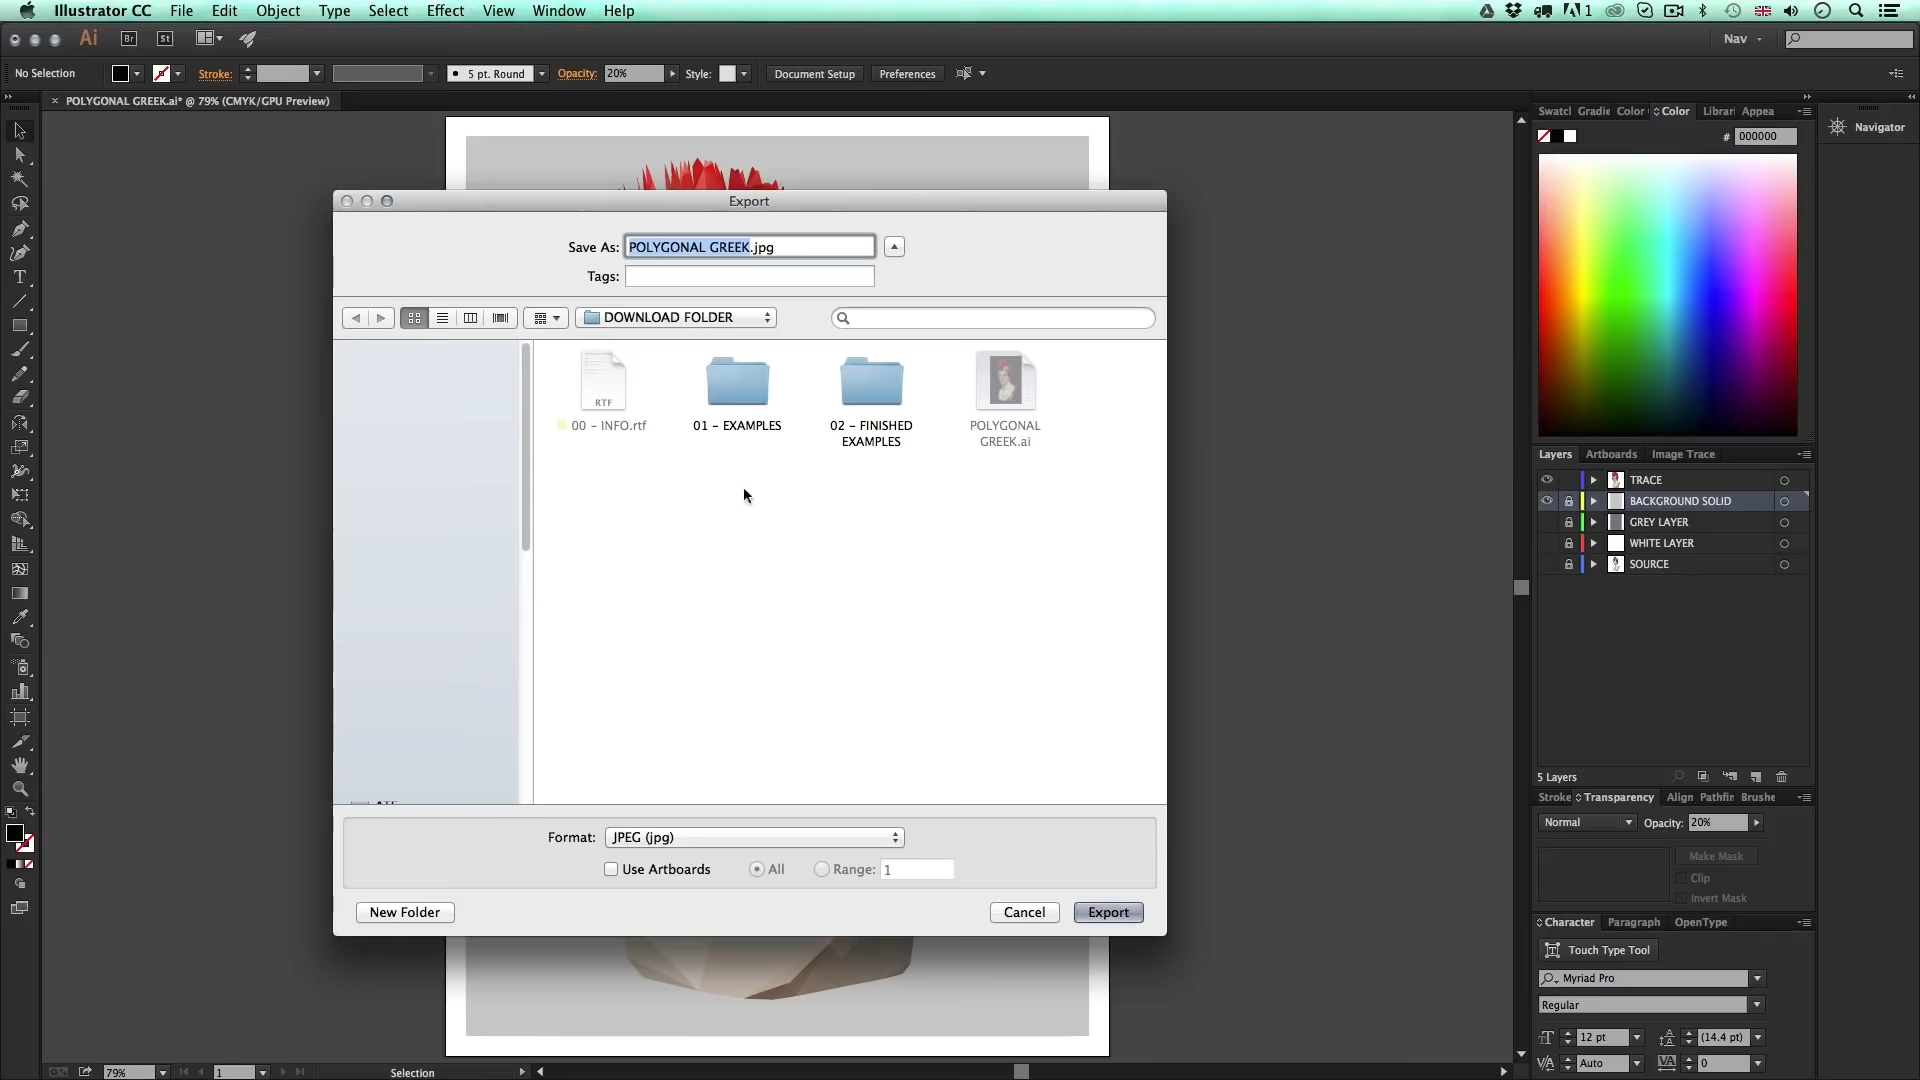 Illustrator CC File Edit Object Type Select Effect View Window Help
1
Ai Br St Nav
No Selection Stroke: 5 pt. Round Opacity: 20% Style: Document Setup Preferences
× POLYGONAL GREEK.ai* @ 79% (CMYK/GPU Preview)
Swatcl Gradie Color Color Librari Appea
Navigator
# 000000
Export
Save As: POLYGONAL GREEK.jpg
Tags:
DOWNLOAD FOLDER
RTF
00 – INFO.rtf
01 – EXAMPLES
02 – FINISHED
EXAMPLES
POLYGONAL
GREEK.ai
Format: JPEG (jpg)
Use Artboards All Range: 1
New Folder Cancel Export
Layers Artboards Image Trace
TRACE
BACKGROUND SOLID
GREY LAYER
WHITE LAYER
SOURCE
5 Layers
Stroke Transparency Align Pathfin Brushe
Normal Opacity: 20%
Make Mask
Clip
Invert Mask
Character Paragraph OpenType
Touch Type Tool
Myriad Pro
Regular
12 pt (14.4 pt)
Auto 0
79% 1 Selection